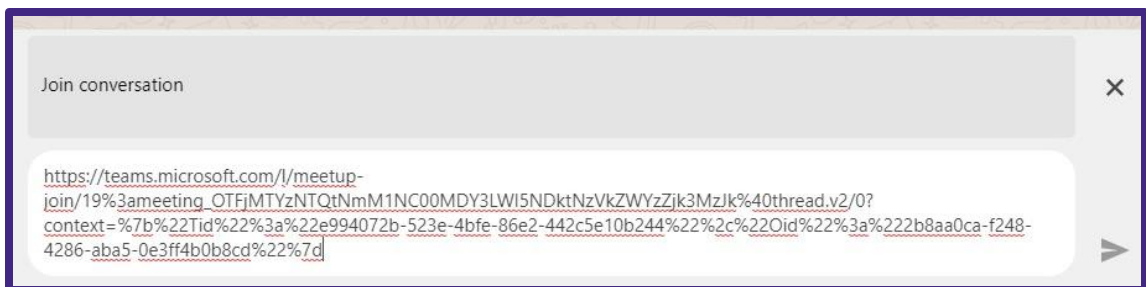 Join conversation
https://teams.microsoft.com/l/meetup-
join/19%3ameeting_OTFjMTYzNTQtNmM1NC00MDY3LWI5NDktNzVkZWYzZjk3MzJk%40thread.v2/0?
context=%7b%22Tid%22%3a%22e994072b-523e-4bfe-86e2-442c5e10b244%22%2c%22Oid%22%3a%222b8aa0ca-f248-
4286-aba5-0e3ff4b0b8cd%22%7d